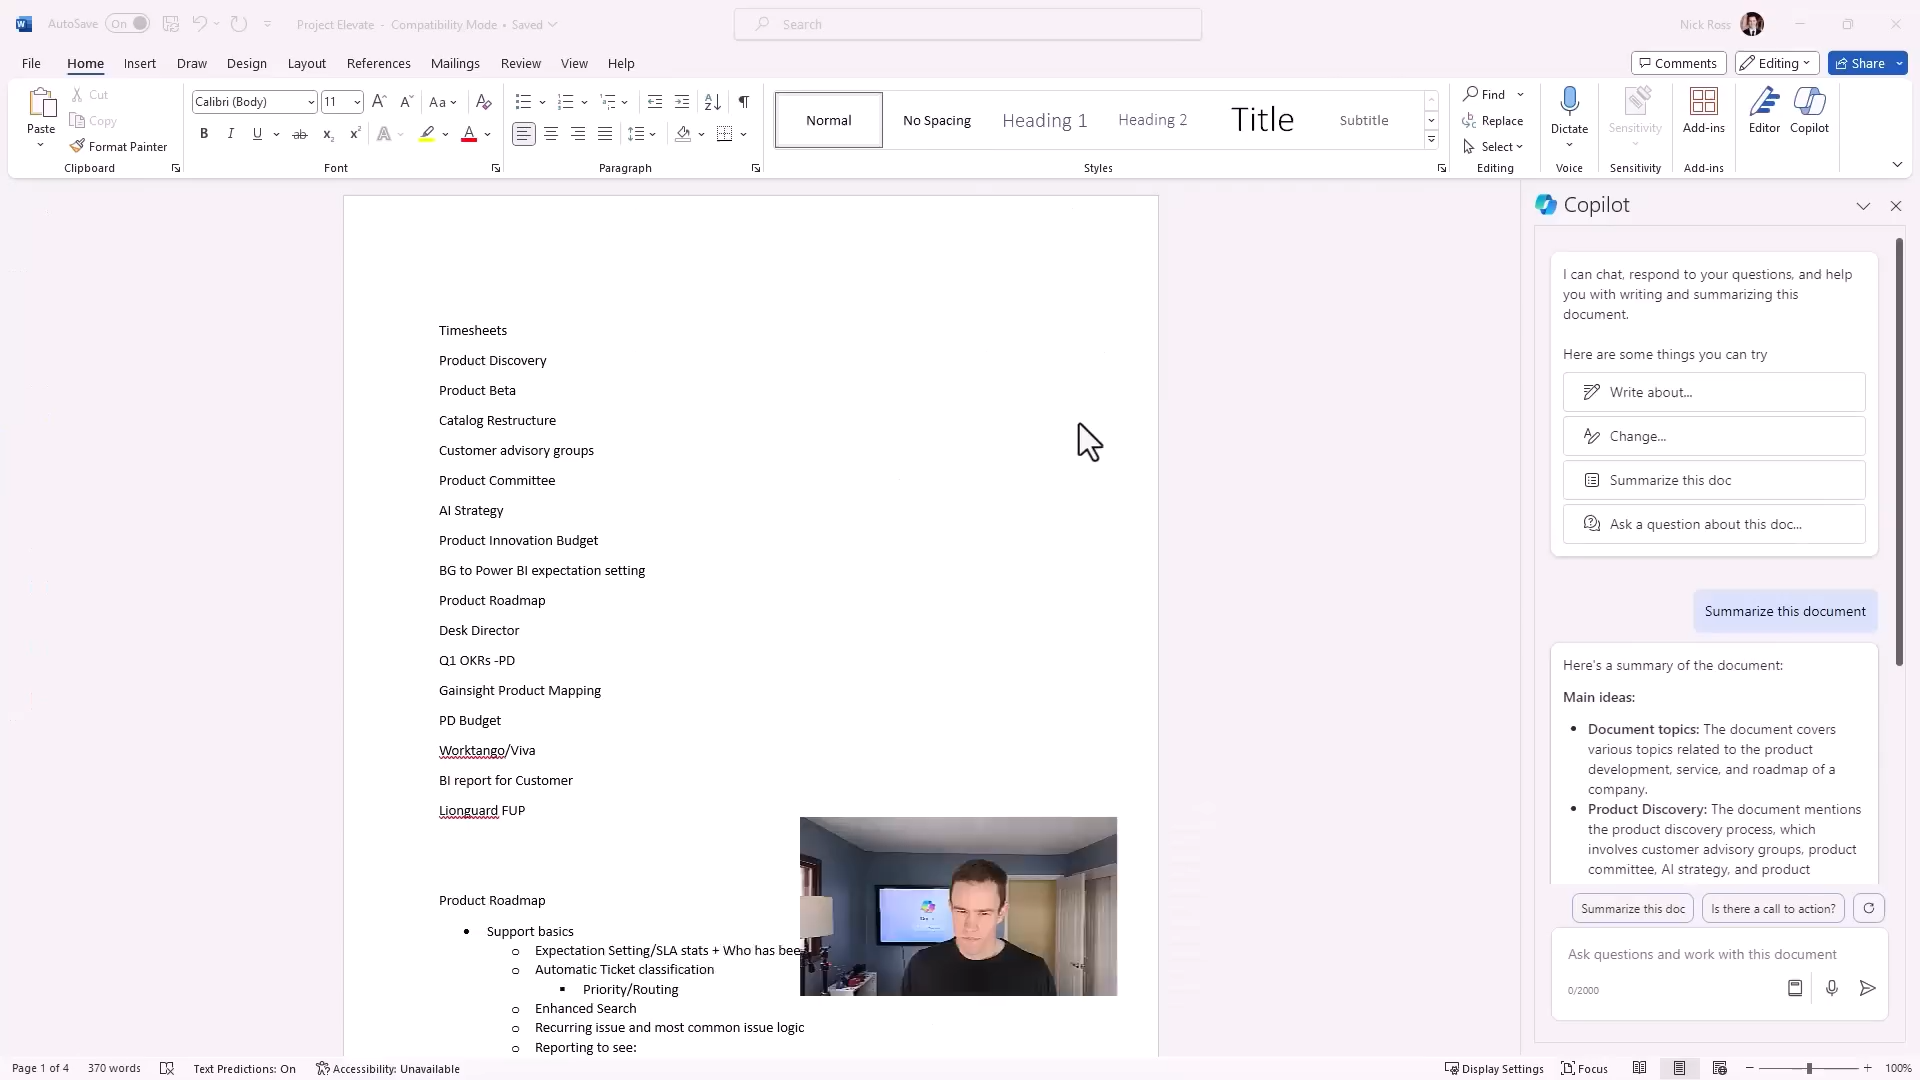 AutoSave On Project Elevate - Compatibility Mode • Saved Search Nick Ross
File Home Insert Draw Design Layout References Mailings Review View Help Comments Editing Share
Paste
Cut
Copy
Format Painter
Clipboard
Calibri (Body) 11
Font
Paragraph
Normal No Spacing Heading 1 Heading 2 Title Subtitle
Styles
Find
Replace
Select
Editing
Dictate
Voice
Sensitivity
Sensitivity
Add-ins
Add-ins
Editor
Copilot
Timesheets
Product Discovery
Product Beta
Catalog Restructure
Customer advisory groups
Product Committee
AI Strategy
Product Innovation Budget
BG to Power BI expectation setting
Product Roadmap
Desk Director
Q1 OKRs -PD
Gainsight Product Mapping
PD Budget
Worktango/Viva
BI report for Customer
Lionguard FUP
Product Roadmap
• Support basics
o Expectation Setting/SLA stats + Who has bee
o Automatic Ticket classification
▪ Priority/Routing
o Enhanced Search
o Recurring issue and most common issue logic
o Reporting to see:
Copilot
I can chat, respond to your questions, and help
you with writing and summarizing this
document.
Here are some things you can try
Write about...
Change...
Summarize this doc
Ask a question about this doc...
Summarize this document
Here's a summary of the document:
Main ideas:
• Document topics: The document covers
various topics related to the product
development, service, and roadmap of a
company.
• Product Discovery: The document mentions
the product discovery process, which
involves customer advisory groups, product
committee, AI strategy, and product
Summarize this doc Is there a call to action?
Ask questions and work with this document
0/2000
Page 1 of 4 370 words Text Predictions: On Accessibility: Unavailable Display Settings Focus 100%